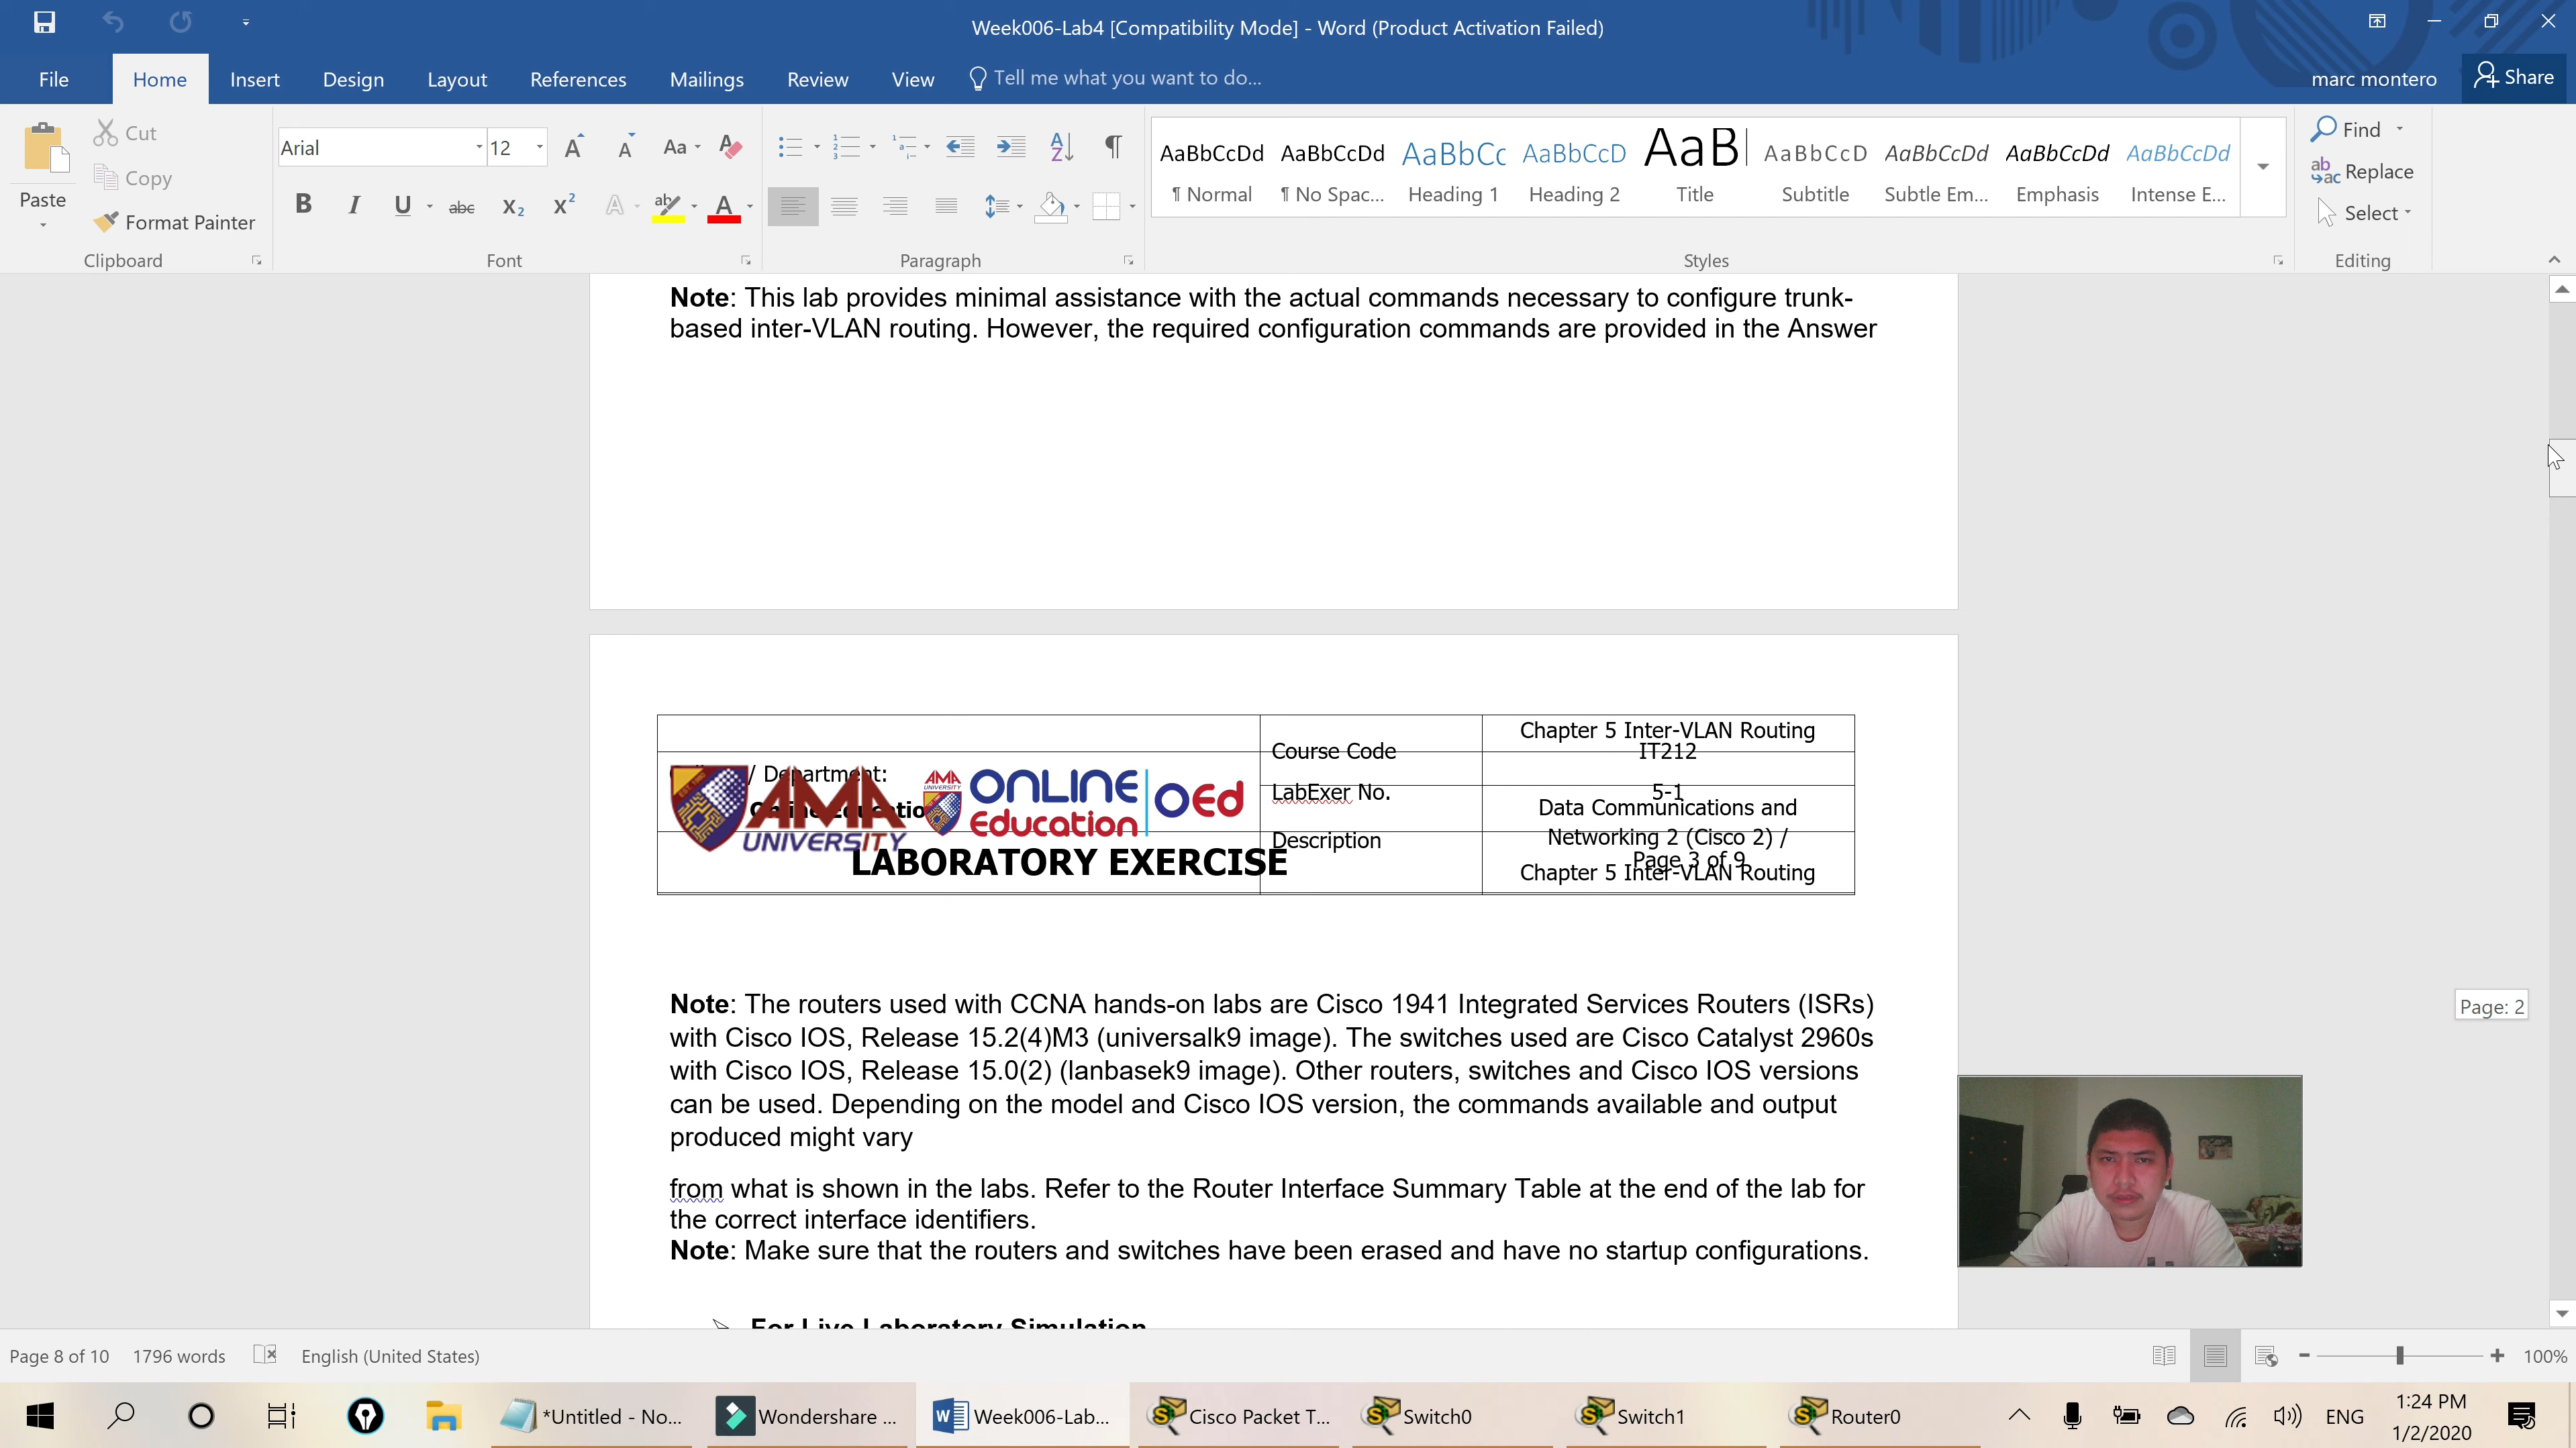 Week006-Lab4 [Compatibility Mode] - Word (Product Activation Failed)
File Home Insert Design Layout References Mailings Review View Tell me what you want to do... marc montero Share
Paste
Cut
Copy
Format Painter
Clipboard
Arial 12
Aa
B I U abc X2 X2 A ab A
Font
A Z ¶
Paragraph
AaBbCcDd AaBbCcDd AaBbCc AaBbCcD AaB AaBbCcD AaBbCcDd AaBbCcDd AaBbCcDd
¶ Normal ¶ No Spac... Heading 1 Heading 2 Title Subtitle Subtle Em... Emphasis Intense E...
Styles
Find
Replace
Select
Editing
Note: This lab provides minimal assistance with the actual commands necessary to configure trunk-
based inter-VLAN routing. However, the required configuration commands are provided in the Answer
Chapter 5 Inter-VLAN Routing
Course Code IT212
/ Department:
AMA UNIVERSITY
AMA UNIVERSITY ONLINE Education OEd
LabExer No. 5-1
Data Communications and
Description Networking 2 (Cisco 2) /
LABORATORY EXERCISE
Page 3 of 9
Chapter 5 Inter-VLAN Routing
Note: The routers used with CCNA hands-on labs are Cisco 1941 Integrated Services Routers (ISRs)
with Cisco IOS, Release 15.2(4)M3 (universalk9 image). The switches used are Cisco Catalyst 2960s
with Cisco IOS, Release 15.0(2) (lanbasek9 image). Other routers, switches and Cisco IOS versions
can be used. Depending on the model and Cisco IOS version, the commands available and output
produced might vary
from what is shown in the labs. Refer to the Router Interface Summary Table at the end of the lab for
the correct interface identifiers.
Note: Make sure that the routers and switches have been erased and have no startup configurations.
For Live Laboratory Simulation
Page: 2
Page 8 of 10 1796 words English (United States) 100%
*Untitled - No... Wondershare ... Week006-Lab... Cisco Packet T... Switch0 Switch1 Router0 ENG
1:24 PM
1/2/2020